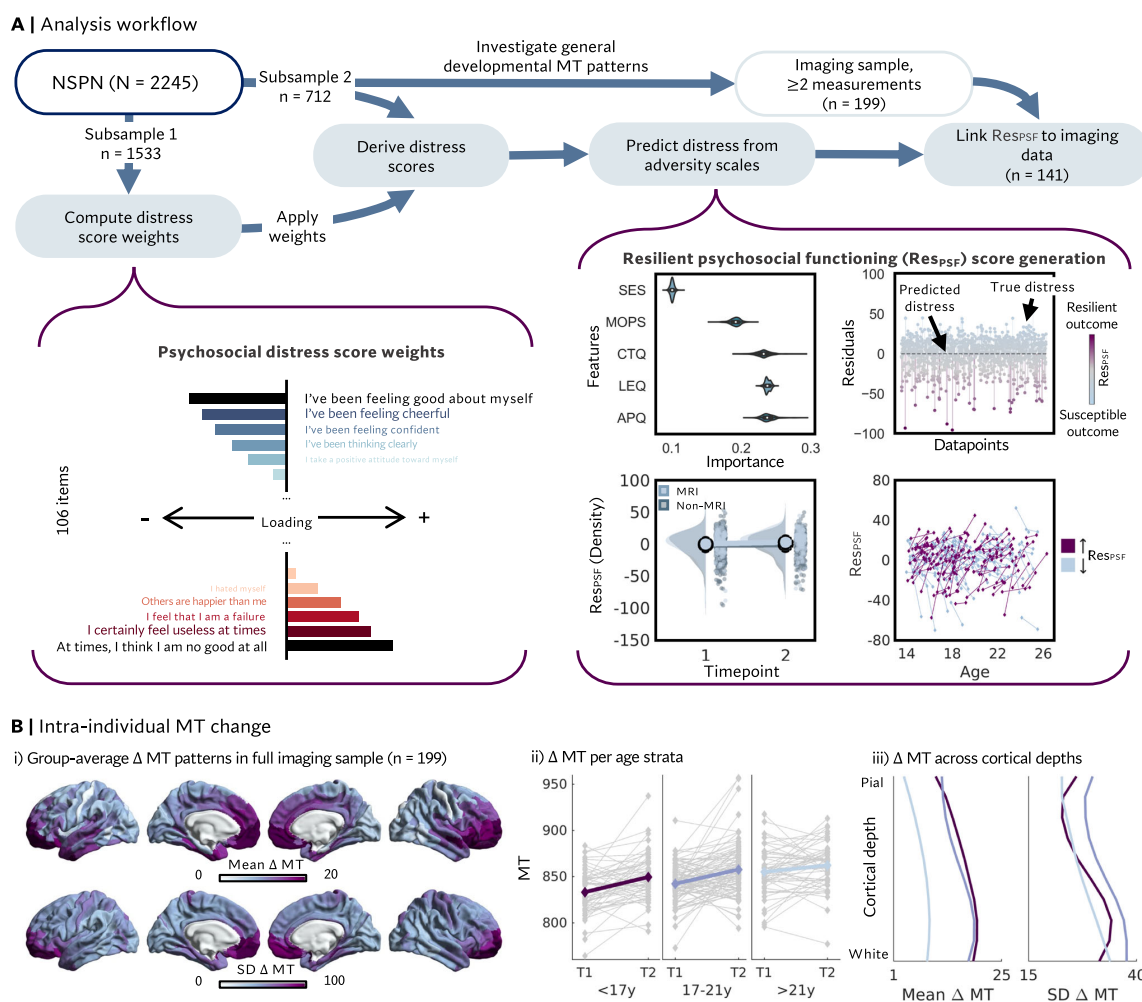 A | Analysis workflow
NSPN (N = 2245)
Subsample 2
n = 712
Investigate general
developmental MT patterns
Imaging sample,
≥2 measurements
(n = 199)
Subsample 1
n = 1533
Derive distress
scores
Predict distress from
adversity scales
Link ResPSF to imaging
data
(n = 141)
Compute distress
score weights
Apply
weights
Psychosocial distress score weights
I've been feeling good about myself
I've been feeling cheerful
I've been feeling confident
I've been thinking clearly
I take a positive attitude toward myself
...
106 items
-
Loading
+
...
I hated myself
Others are happier than me
I feel that I am a failure
I certainly feel useless at times
At times, I think I am no good at all
Resilient psychosocial functioning (ResPSF) score generation
Features
SES
MOPS
CTQ
LEQ
APQ
0.1
0.2
0.3
Importance
Residuals
100
50
0
−50
−100
Predicted
distress
True distress
Datapoints
Resilient
outcome
ResPSF
Susceptible
outcome
ResPSF (Density)
100
50
0
-50
-100
-150
MRI
Non-MRI
1
2
Timepoint
ResPSF
80
40
0
-40
-80
14
18
22
26
Age
ResPSF
B | Intra-individual MT change
i) Group-average Δ MT patterns in full imaging sample (n = 199)
Mean Δ MT
0
20
SD Δ MT
0
100
ii) Δ MT per age strata
MT
950
900
850
800
T1
T2
T1
T2
T1
T2
<17y
17-21y
>21y
iii) Δ MT across cortical depths
Pial
Cortical depth
White
1
25
Mean Δ MT
15
40
SD Δ MT